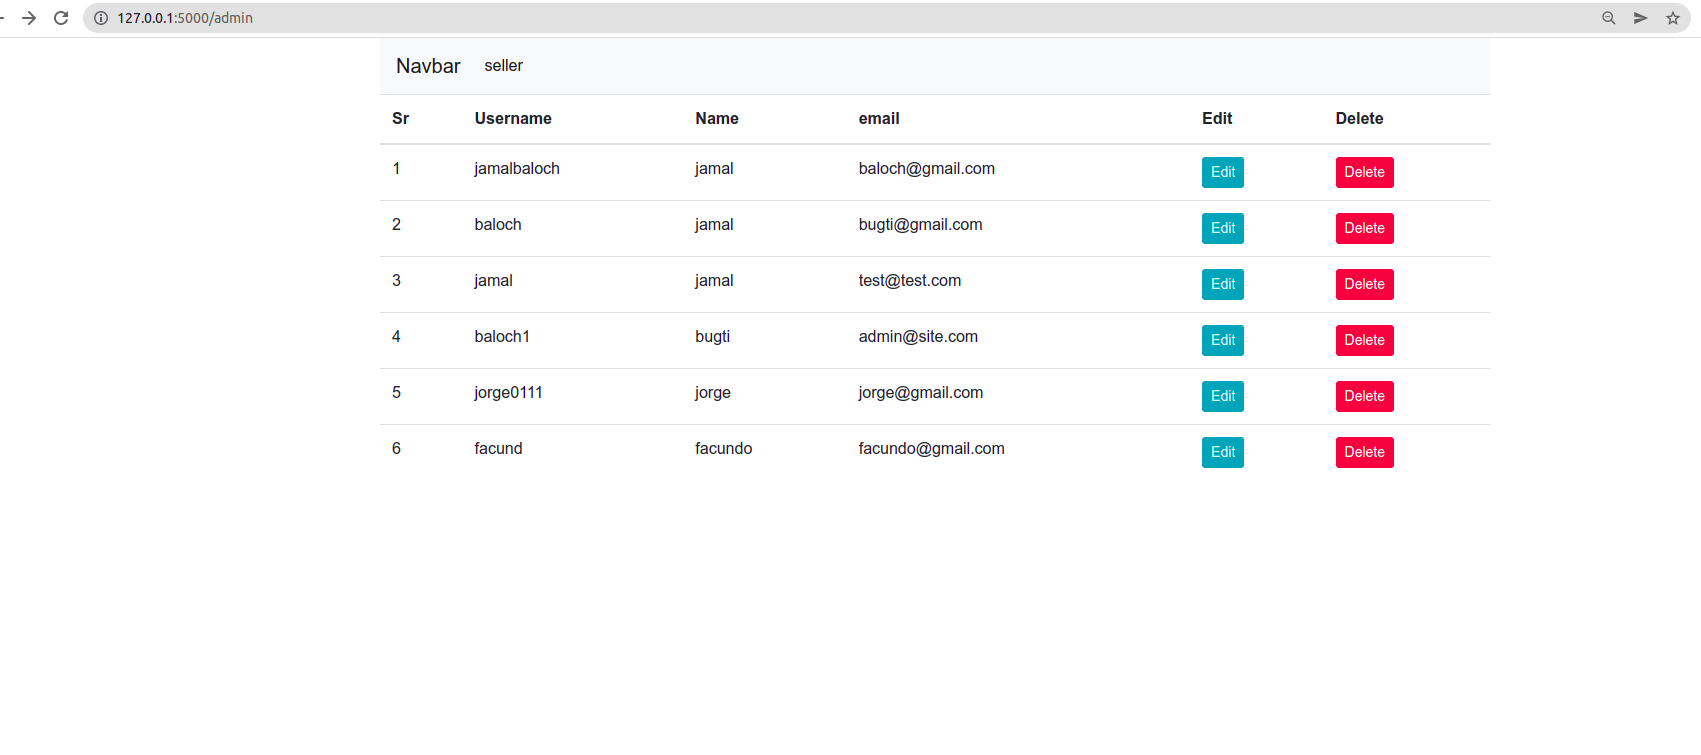 127.0.0.1:5000/admin
Navbar seller
Sr Username Name email Edit Delete
1 jamalbaloch jamal baloch@gmail.com Edit Delete
2 baloch jamal bugti@gmail.com Edit Delete
3 jamal jamal test@test.com Edit Delete
4 baloch1 bugti admin@site.com Edit Delete
5 jorge0111 jorge jorge@gmail.com Edit Delete
6 facund facundo facundo@gmail.com Edit Delete